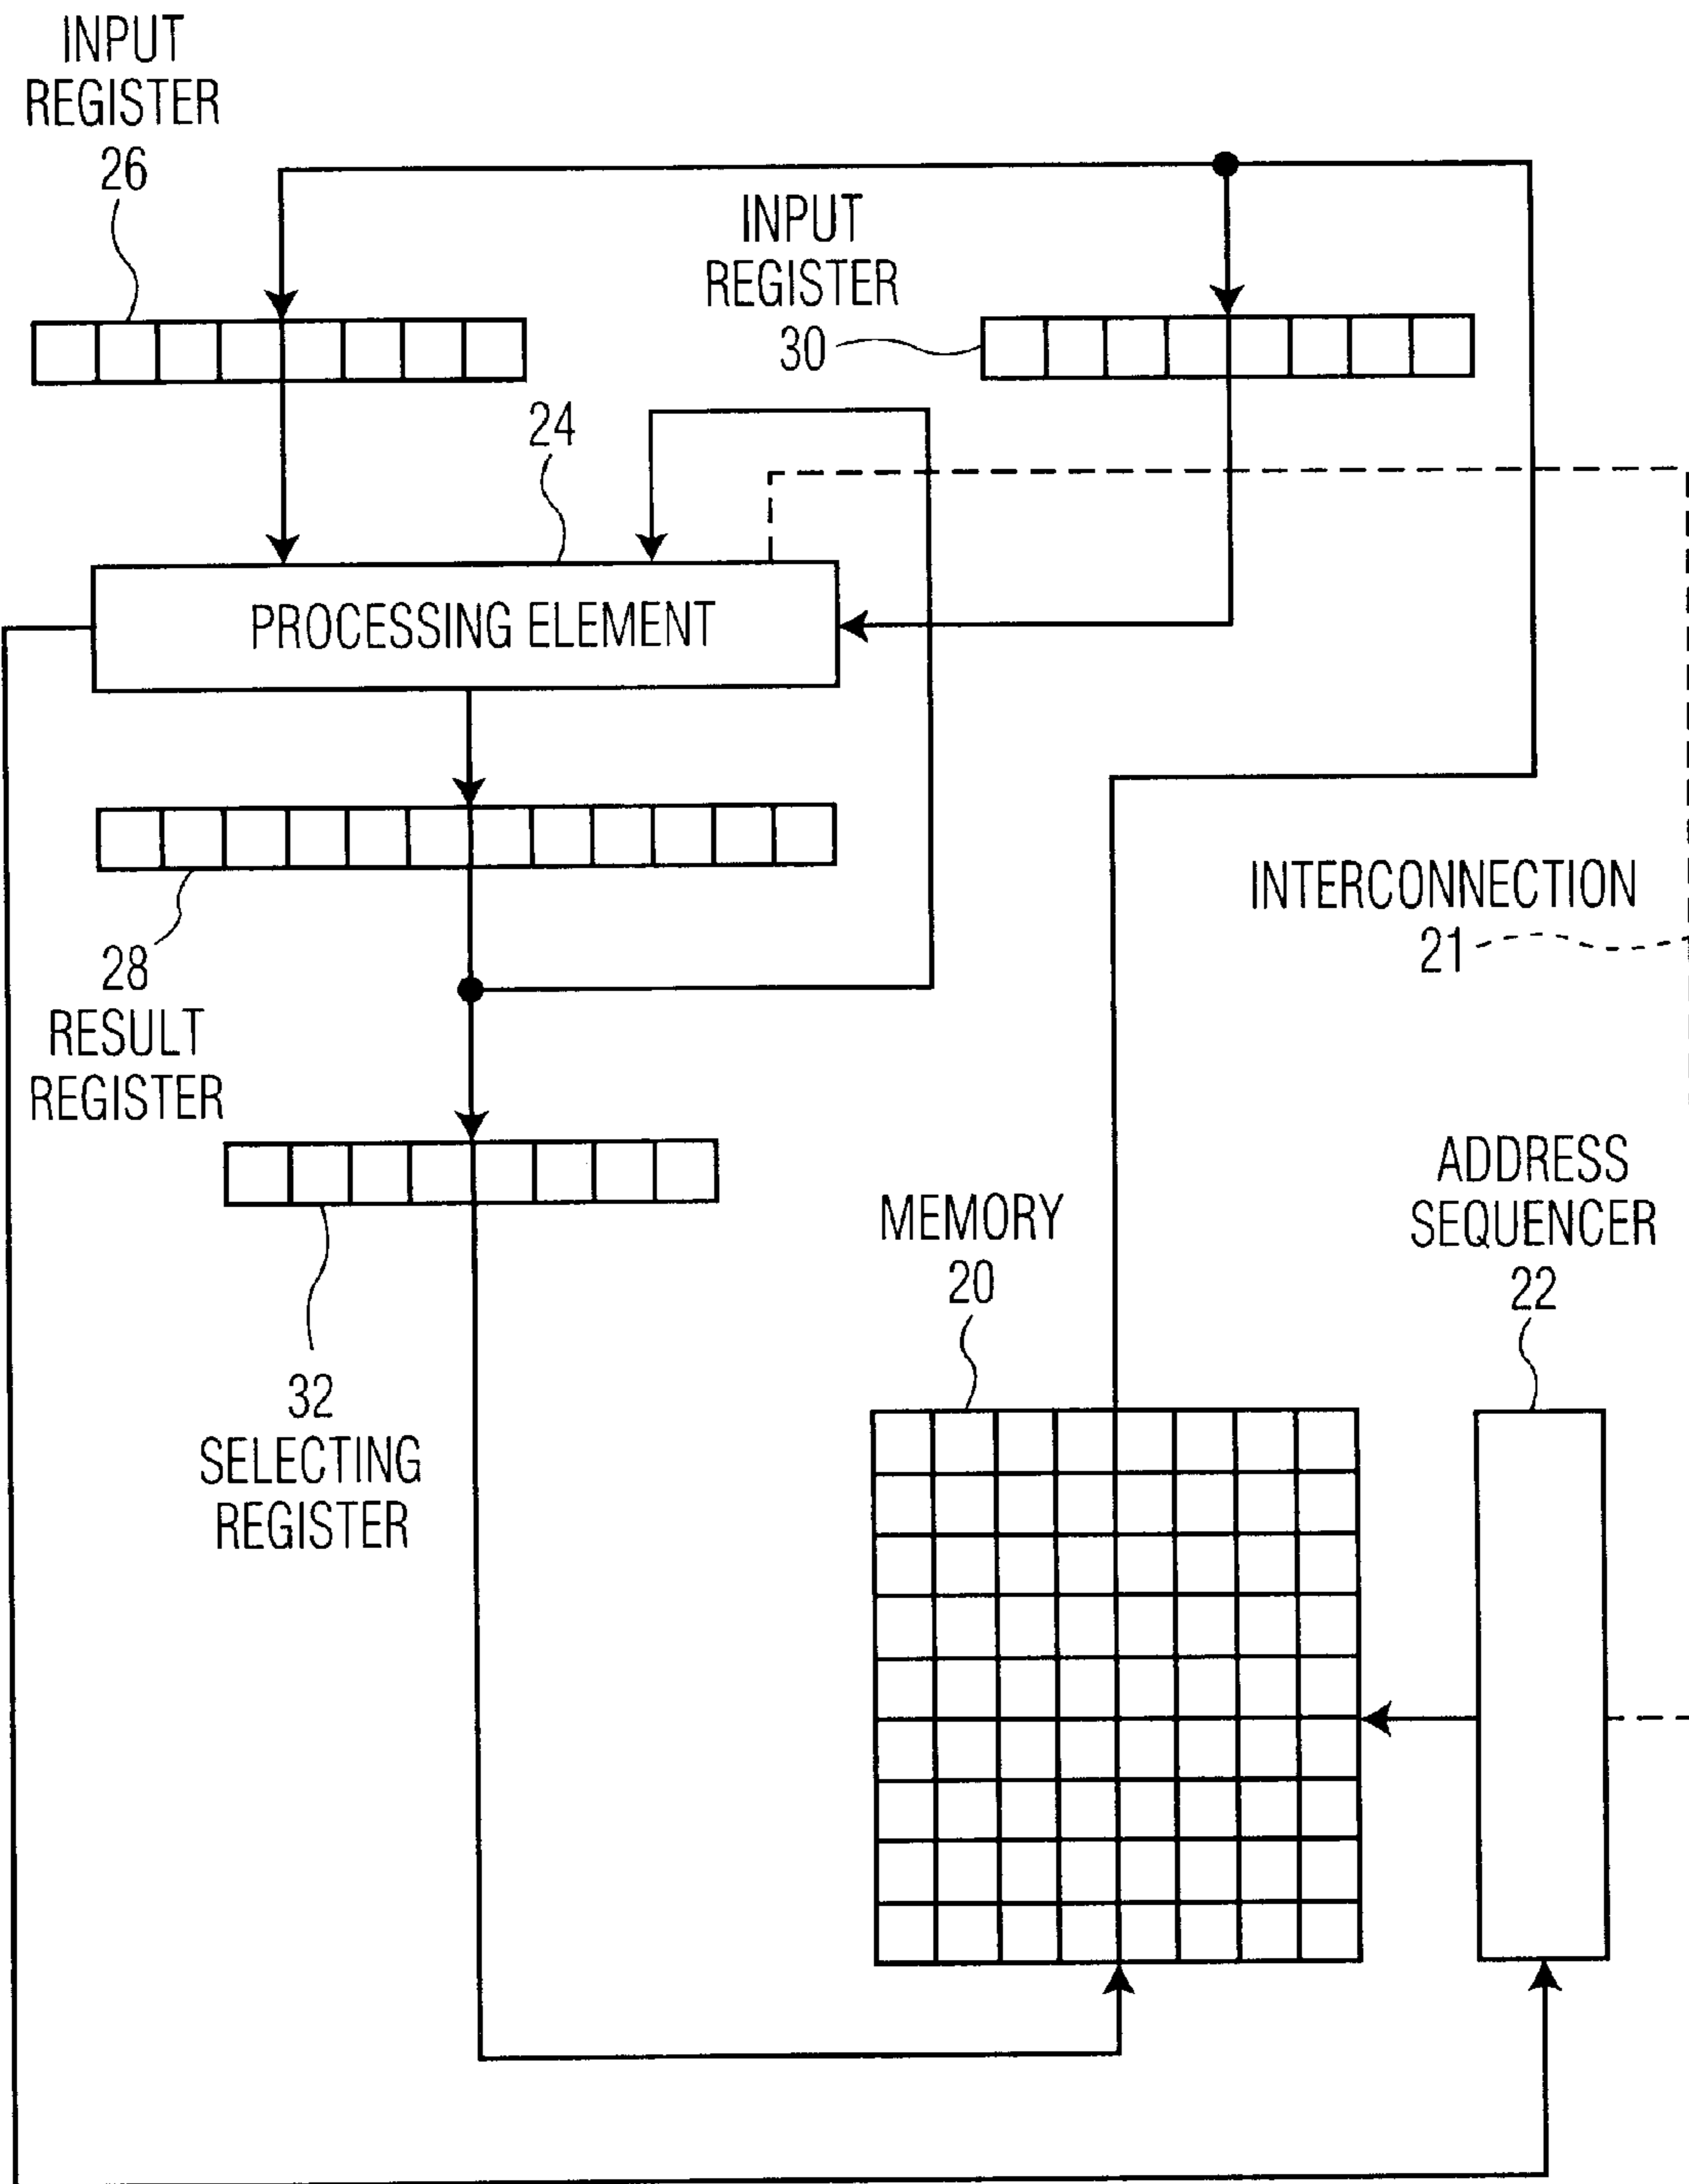 INPUT
REGISTER
26
INPUT
REGISTER
30
24
PROCESSING ELEMENT
INTERCONNECTION
21
28
RESULT
REGISTER
ADDRESS
SEQUENCER
22
MEMORY
20
32
SELECTING
REGISTER